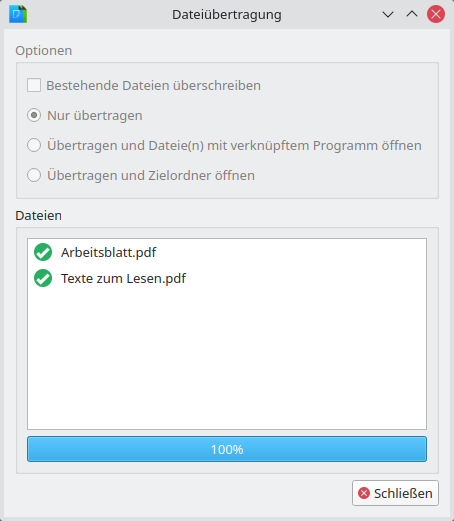 Dateiübertragung
Optionen
Bestehende Dateien überschreiben
Nur übertragen
Übertragen und Dateie(n) mit verknüpftem Programm öffnen
Übertragen und Zielordner öffnen
Dateien
Arbeitsblatt.pdf
Texte zum Lesen.pdf
100%
Schließen